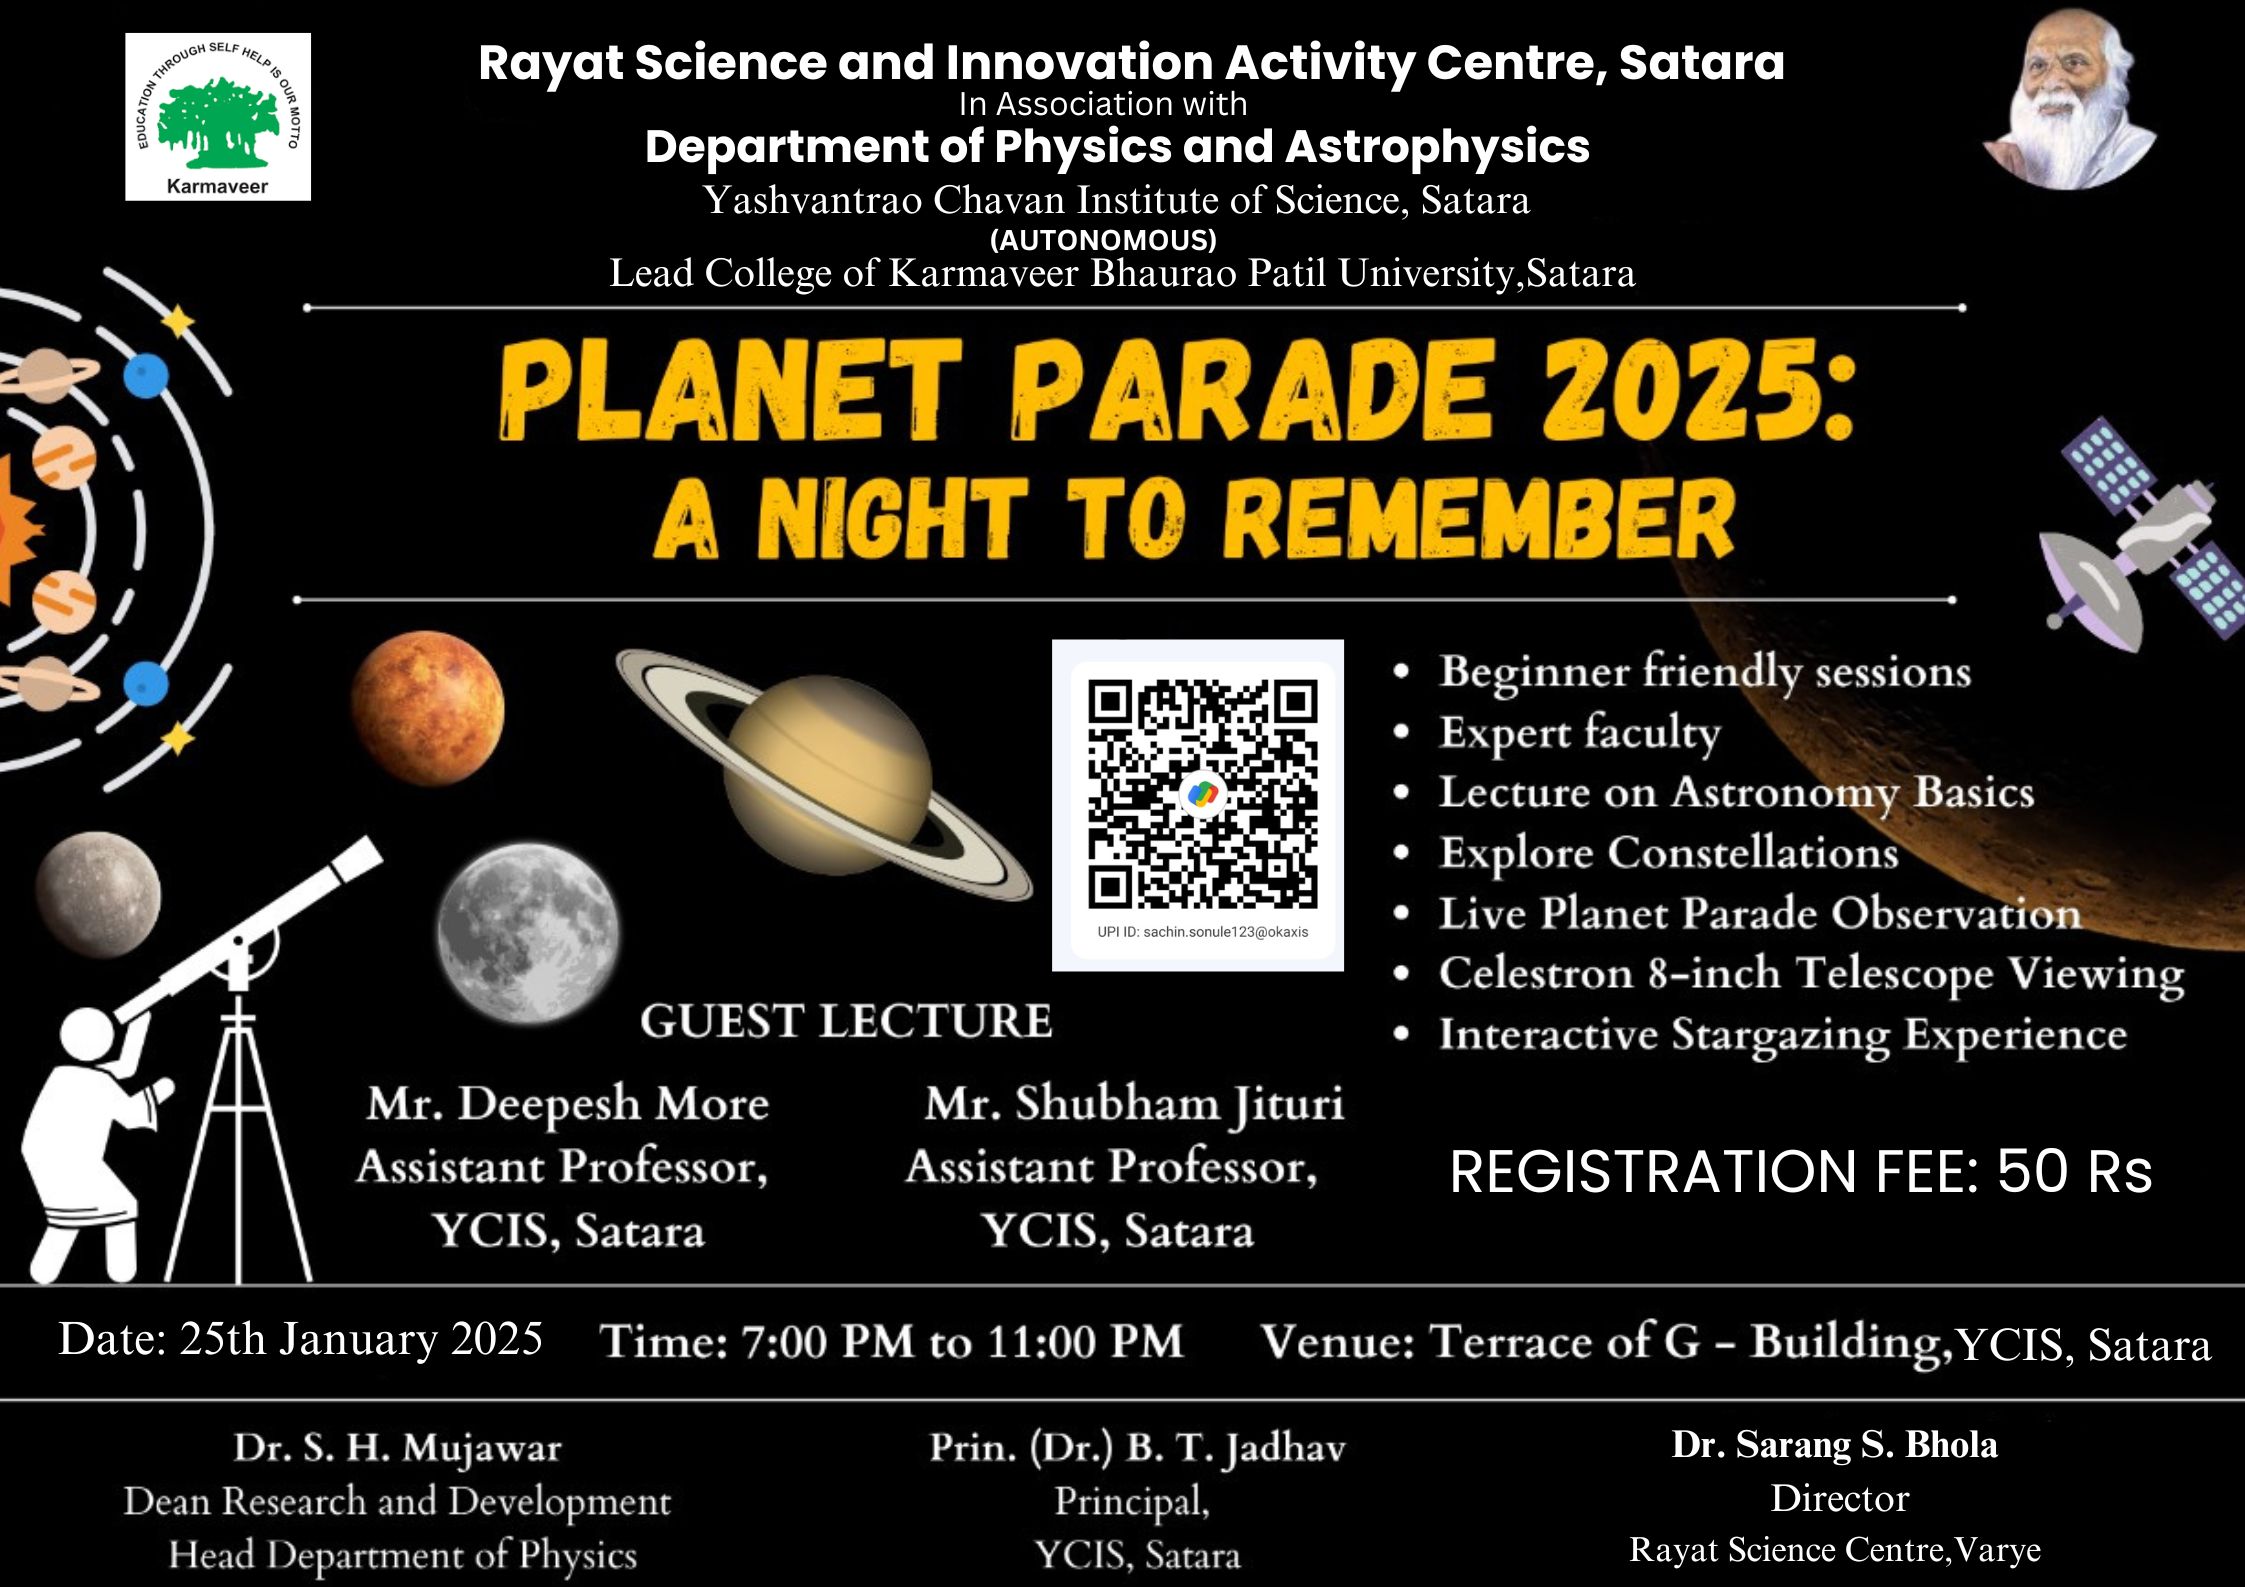 EDUCATION THROUGH SELF HELP IS OUR MOTTO
Karmaveer
Rayat Science and Innovation Activity Centre, Satara
In Association with
Department of Physics and Astrophysics
Yashvantrao Chavan Institute of Science, Satara
(AUTONOMOUS)
Lead College of Karmaveer Bhaurao Patil University,Satara
PLANET PARADE 2025:
A NIGHT TO REMEMBER
UPI ID: sachin.sonule123@okaxis
• Beginner friendly sessions
• Expert faculty
• Lecture on Astronomy Basics
• Explore Constellations
• Live Planet Parade Observation
• Celestron 8-inch Telescope Viewing
• Interactive Stargazing Experience
GUEST LECTURE
Mr. Deepesh More
Assistant Professor,
YCIS, Satara
Mr. Shubham Jituri
Assistant Professor,
YCIS, Satara
REGISTRATION FEE: 50 Rs
Date: 25th January 2025
Time: 7:00 PM to 11:00 PM
Venue: Terrace of G - Building,YCIS, Satara
Dr. S. H. Mujawar
Dean Research and Development
Head Department of Physics
Prin. (Dr.) B. T. Jadhav
Principal,
YCIS, Satara
Dr. Sarang S. Bhola
Director
Rayat Science Centre,Varye